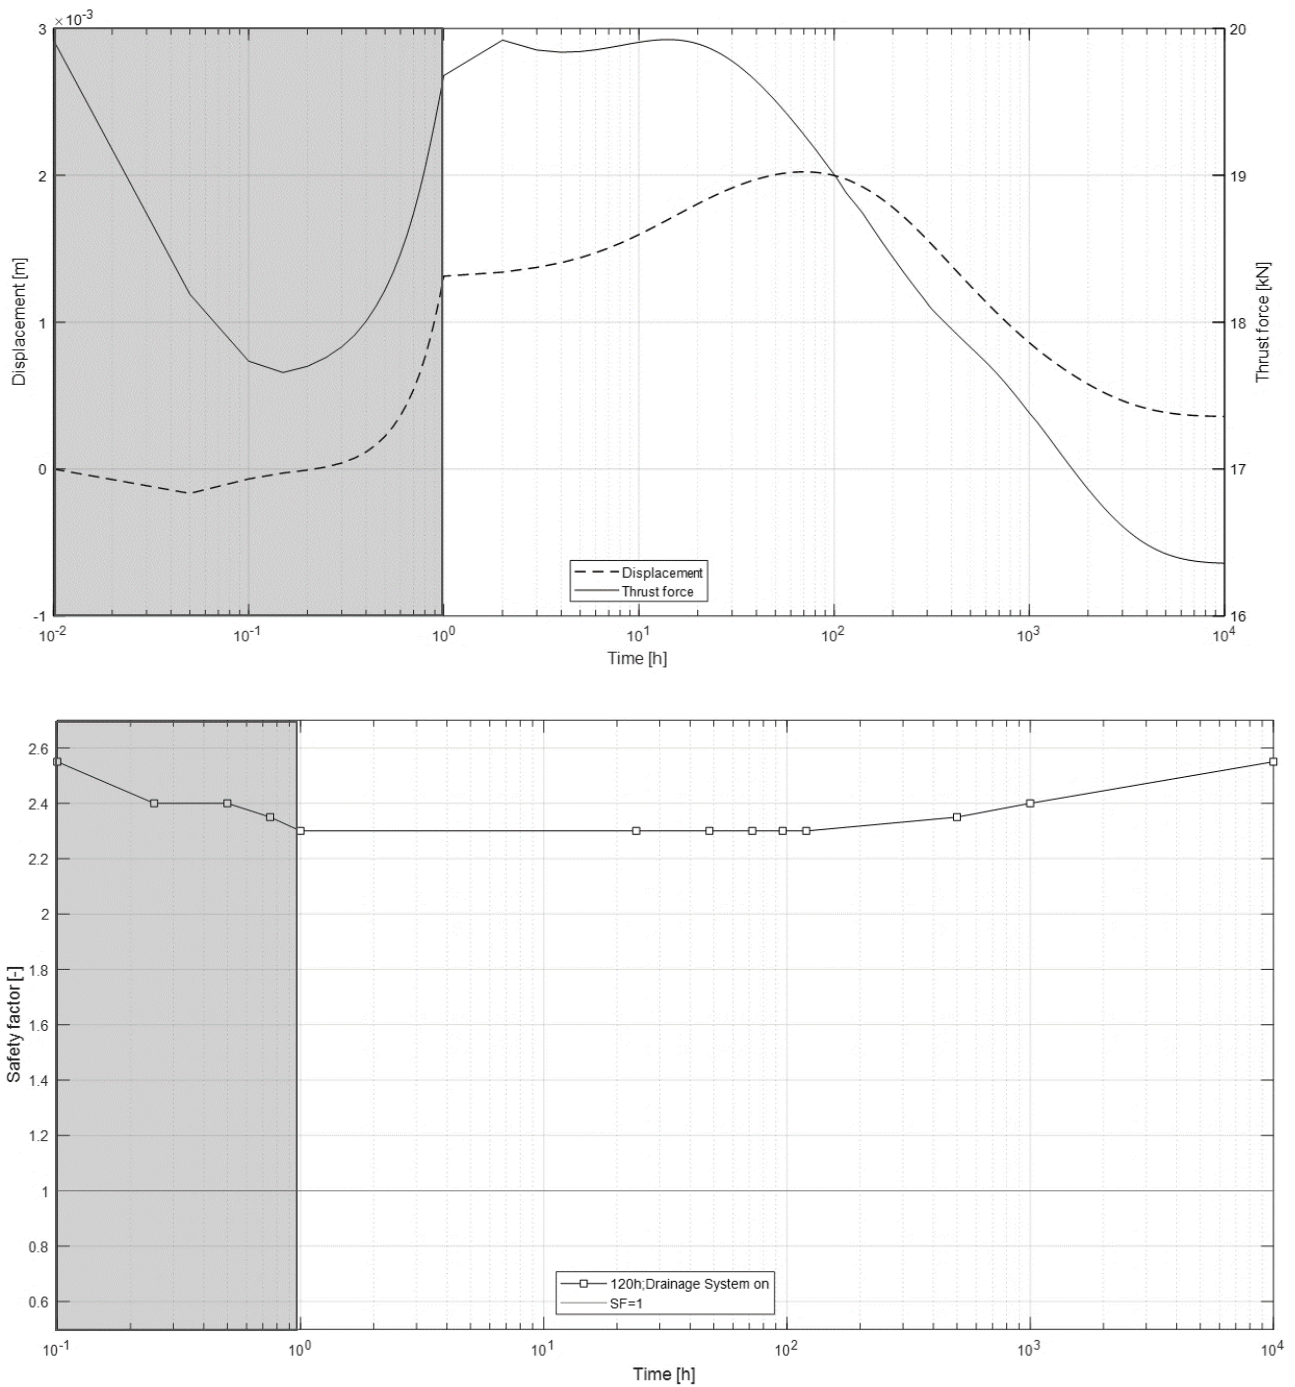 ×10⁻³
3
2
1
0
-1
Displacement [m]
20
19
18
17
16
Thrust force [kN]
Displacement
Thrust force
10⁻² 10⁻¹ 10⁰ 10¹ 10² 10³ 10⁴
Time [h]
2.6
2.4
2.2
2
1.8
1.6
1.4
1.2
1
0.8
0.6
Safety factor [-]
120h;Drainage System on
SF=1
10⁻¹ 10⁰ 10¹ 10² 10³ 10⁴
Time [h]